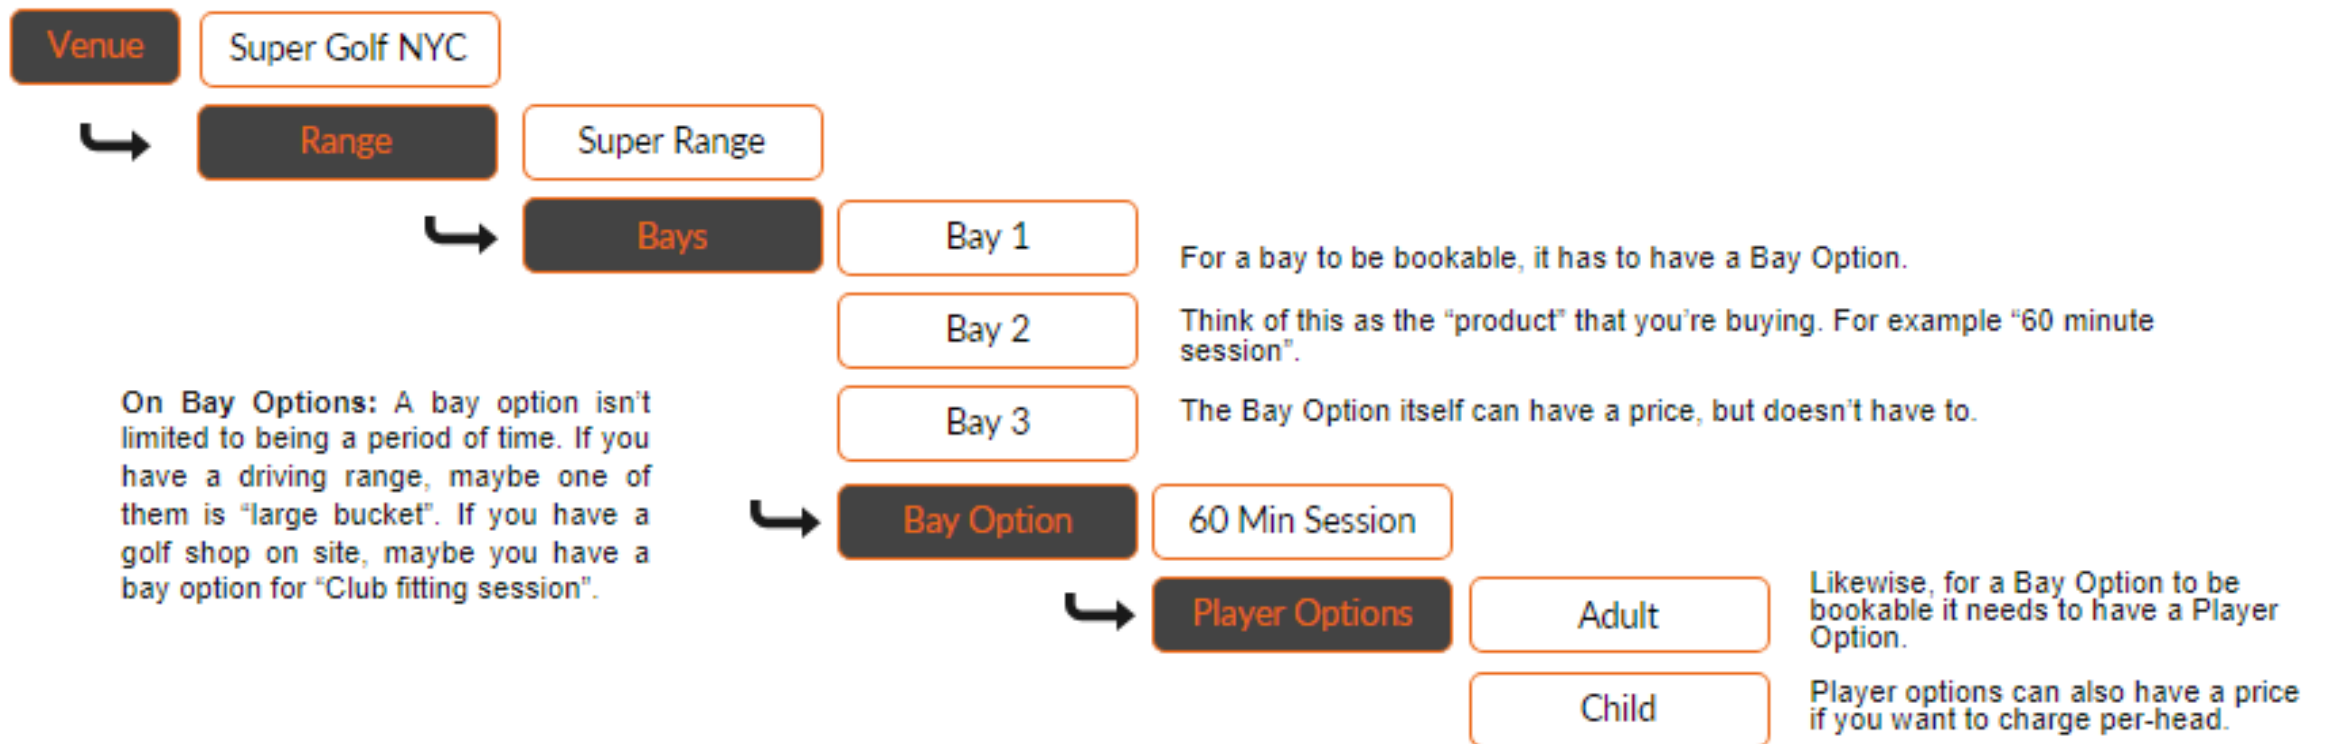 Venue
Super Golf NYC
Range
Super Range
Bays
Bay 1
For a bay to be bookable, it has to have a Bay Option.
Bay 2
Think of this as the “product” that you’re buying. For example “60 minute
session”.
Bay 3
The Bay Option itself can have a price, but doesn’t have to.
On Bay Options: A bay option isn’t
limited to being a period of time. If you
have a driving range, maybe one of
them is “large bucket”. If you have a
golf shop on site, maybe you have a
bay option for “Club fitting session”.
Bay Option
60 Min Session
Player Options
Adult
Likewise, for a Bay Option to be
bookable it needs to have a Player
Option.
Child
Player options can also have a price
if you want to charge per-head.